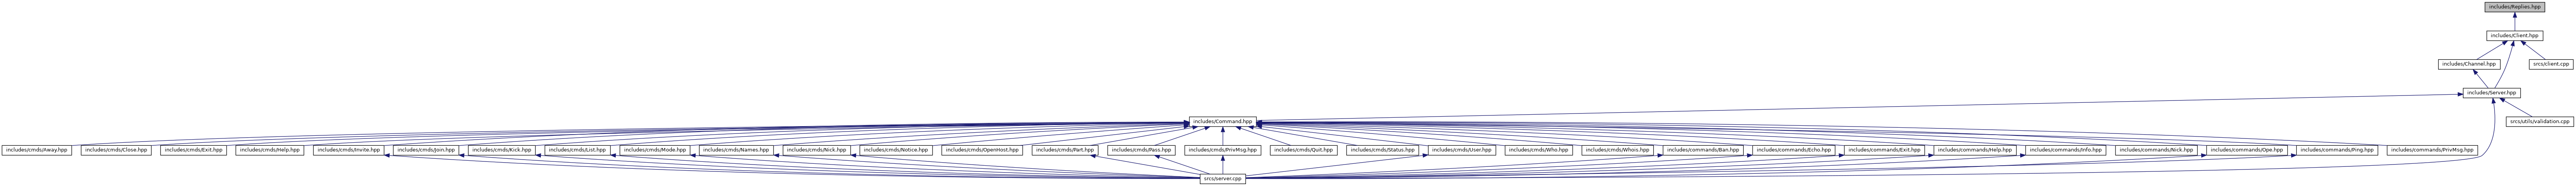 includes/Replies.hpp
includes/Client.hpp
includes/Channel.hpp
srcs/client.cpp
includes/Server.hpp
includes/Command.hpp
srcs/utils/validation.cpp
includes/cmds/Away.hpp
includes/cmds/Close.hpp
includes/cmds/Exit.hpp
includes/cmds/Help.hpp
includes/cmds/Invite.hpp
includes/cmds/Join.hpp
includes/cmds/Kick.hpp
includes/cmds/List.hpp
includes/cmds/Mode.hpp
includes/cmds/Names.hpp
includes/cmds/Nick.hpp
includes/cmds/Notice.hpp
includes/cmds/OpenHost.hpp
includes/cmds/Part.hpp
includes/cmds/Pass.hpp
includes/cmds/PrivMsg.hpp
includes/cmds/Quit.hpp
includes/cmds/Status.hpp
includes/cmds/User.hpp
includes/cmds/Who.hpp
includes/cmds/Whois.hpp
includes/commands/Ban.hpp
includes/commands/Echo.hpp
includes/commands/Exit.hpp
includes/commands/Help.hpp
includes/commands/Info.hpp
includes/commands/Nick.hpp
includes/commands/Ope.hpp
includes/commands/Ping.hpp
includes/commands/PrivMsg.hpp
srcs/server.cpp